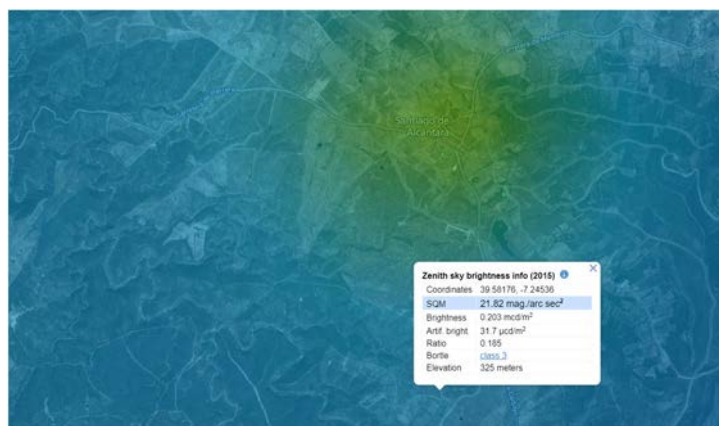 Santiago de
Alcántara
Zenith sky brightness info (2015)
Coordinates 39.58176, -7.24536
SQM 21.82 mag./arc sec²
Brightness 0.203 mcd/m²
Artif. bright. 31.7 μcd/m²
Ratio 0.185
Bortle class 3
Elevation 325 meters